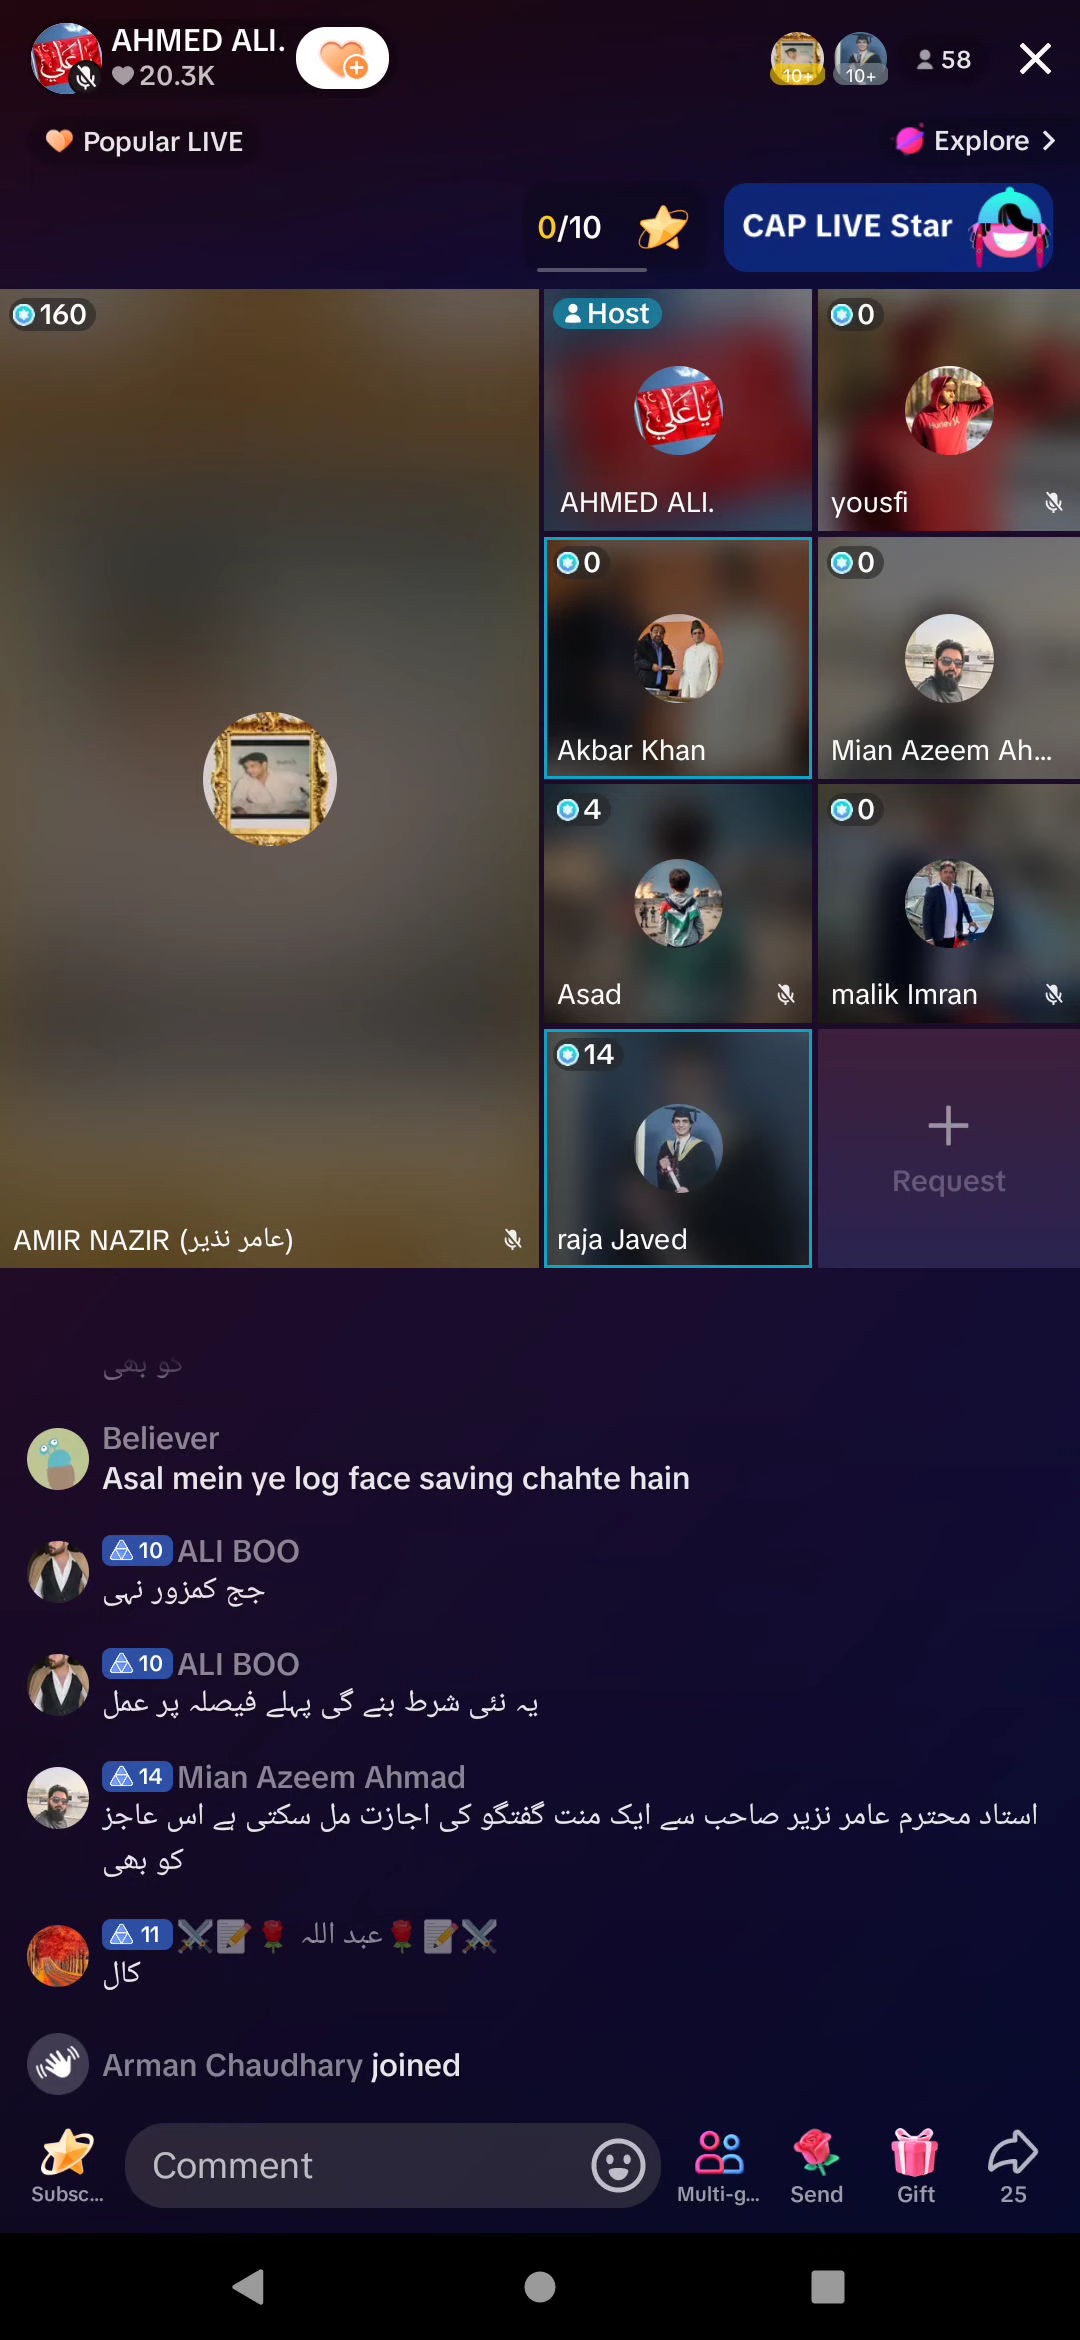 AHMED ALI.
20.3K
10+
10+
58
Popular LIVE
Explore
0/10
CAP LIVE Star
160
AMIR NAZIR (عامر نذیر)
Host
ياعلي
AHMED ALI.
0
Hurley
yousfi
0
Akbar Khan
0
Mian Azeem Ah...
4
Asad
0
malik Imran
14
raja Javed
Request
کو بھی
Believer
Asal mein ye log face saving chahte hain
10 ALI BOO
جج کمزور نہی
10 ALI BOO
یہ نئی شرط بنے گی پہلے فیصلہ پر عمل
14 Mian Azeem Ahmad
استاد محترم عامر نزیر صاحب سے ایک منت گفتگو کی اجازت مل سکتی ہے اس عاجز
کو بھی
11 ⚔️📝🌹 عبد اللہ 🌹📝⚔️
کال
Arman Chaudhary joined
Comment
Subsc...
Multi-g...
Send
Gift
25